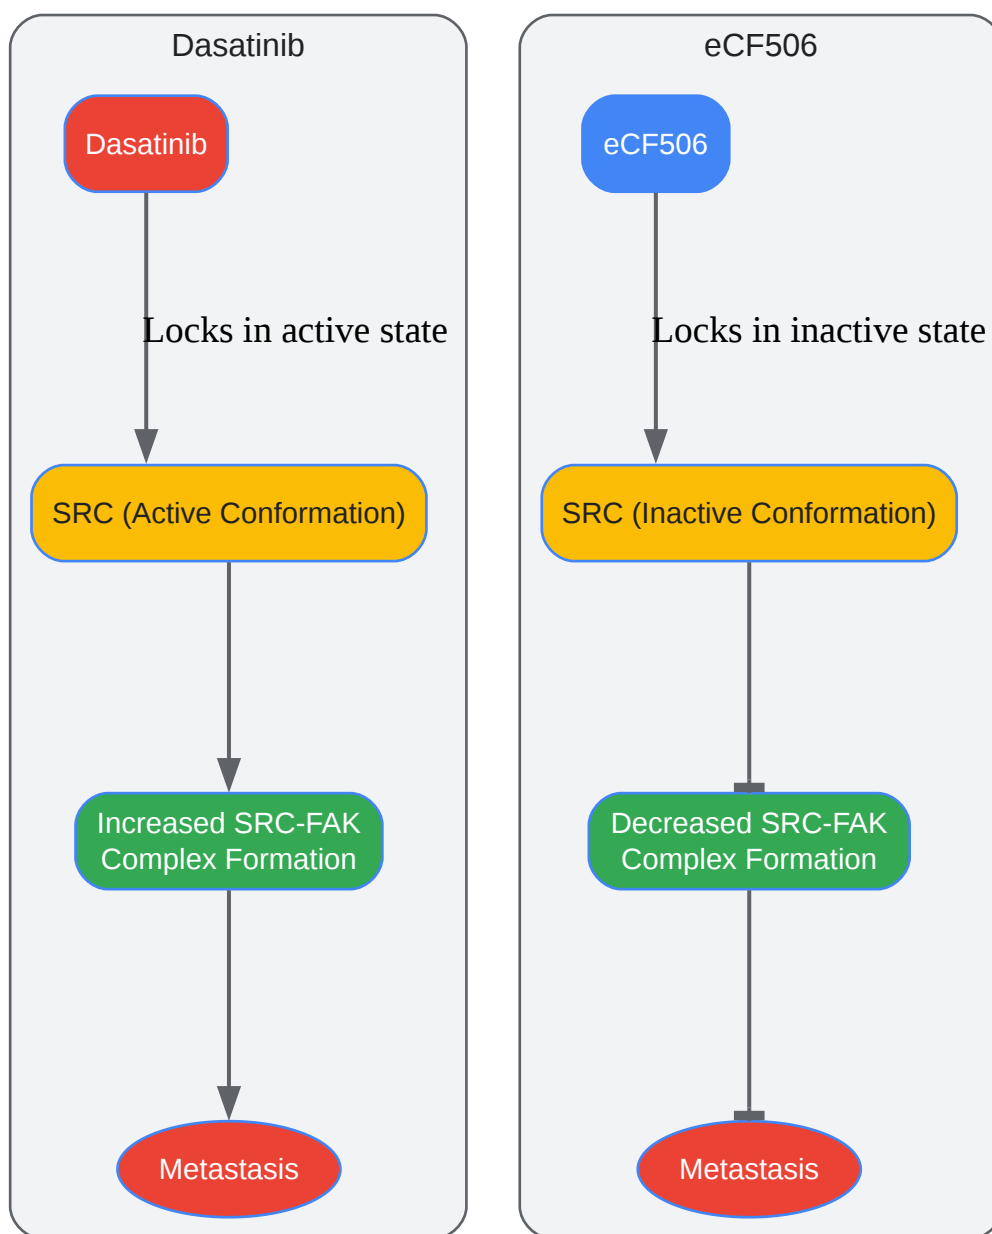 Dasatinib
Dasatinib
Locks in active state
SRC (Active Conformation)
Increased SRC-FAK
Complex Formation
Metastasis
eCF506
eCF506
Locks in inactive state
SRC (Inactive Conformation)
Decreased SRC-FAK
Complex Formation
Metastasis